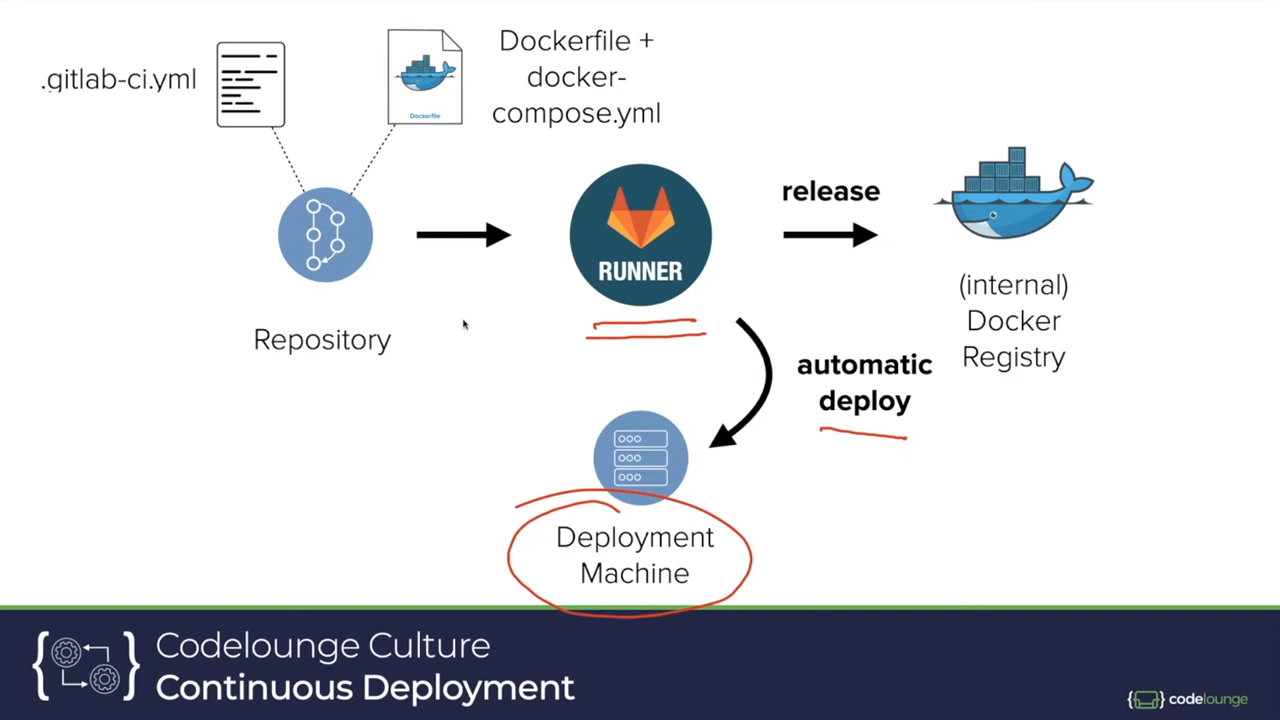 .gitlab-ci.yml
Dockerfile
Dockerfile +
docker-
compose.yml
Repository
RUNNER
release
(internal)
Docker
Registry
automatic
deploy
Deployment
Machine
Codelounge Culture
Continuous Deployment
codelounge